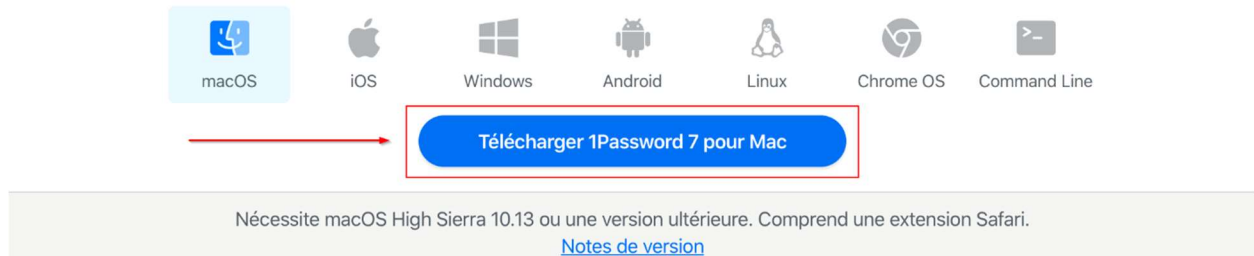 macOS iOS Windows Android Linux Chrome OS Command Line
Télécharger 1Password 7 pour Mac
Nécessite macOS High Sierra 10.13 ou une version ultérieure. Comprend une extension Safari.
Notes de version